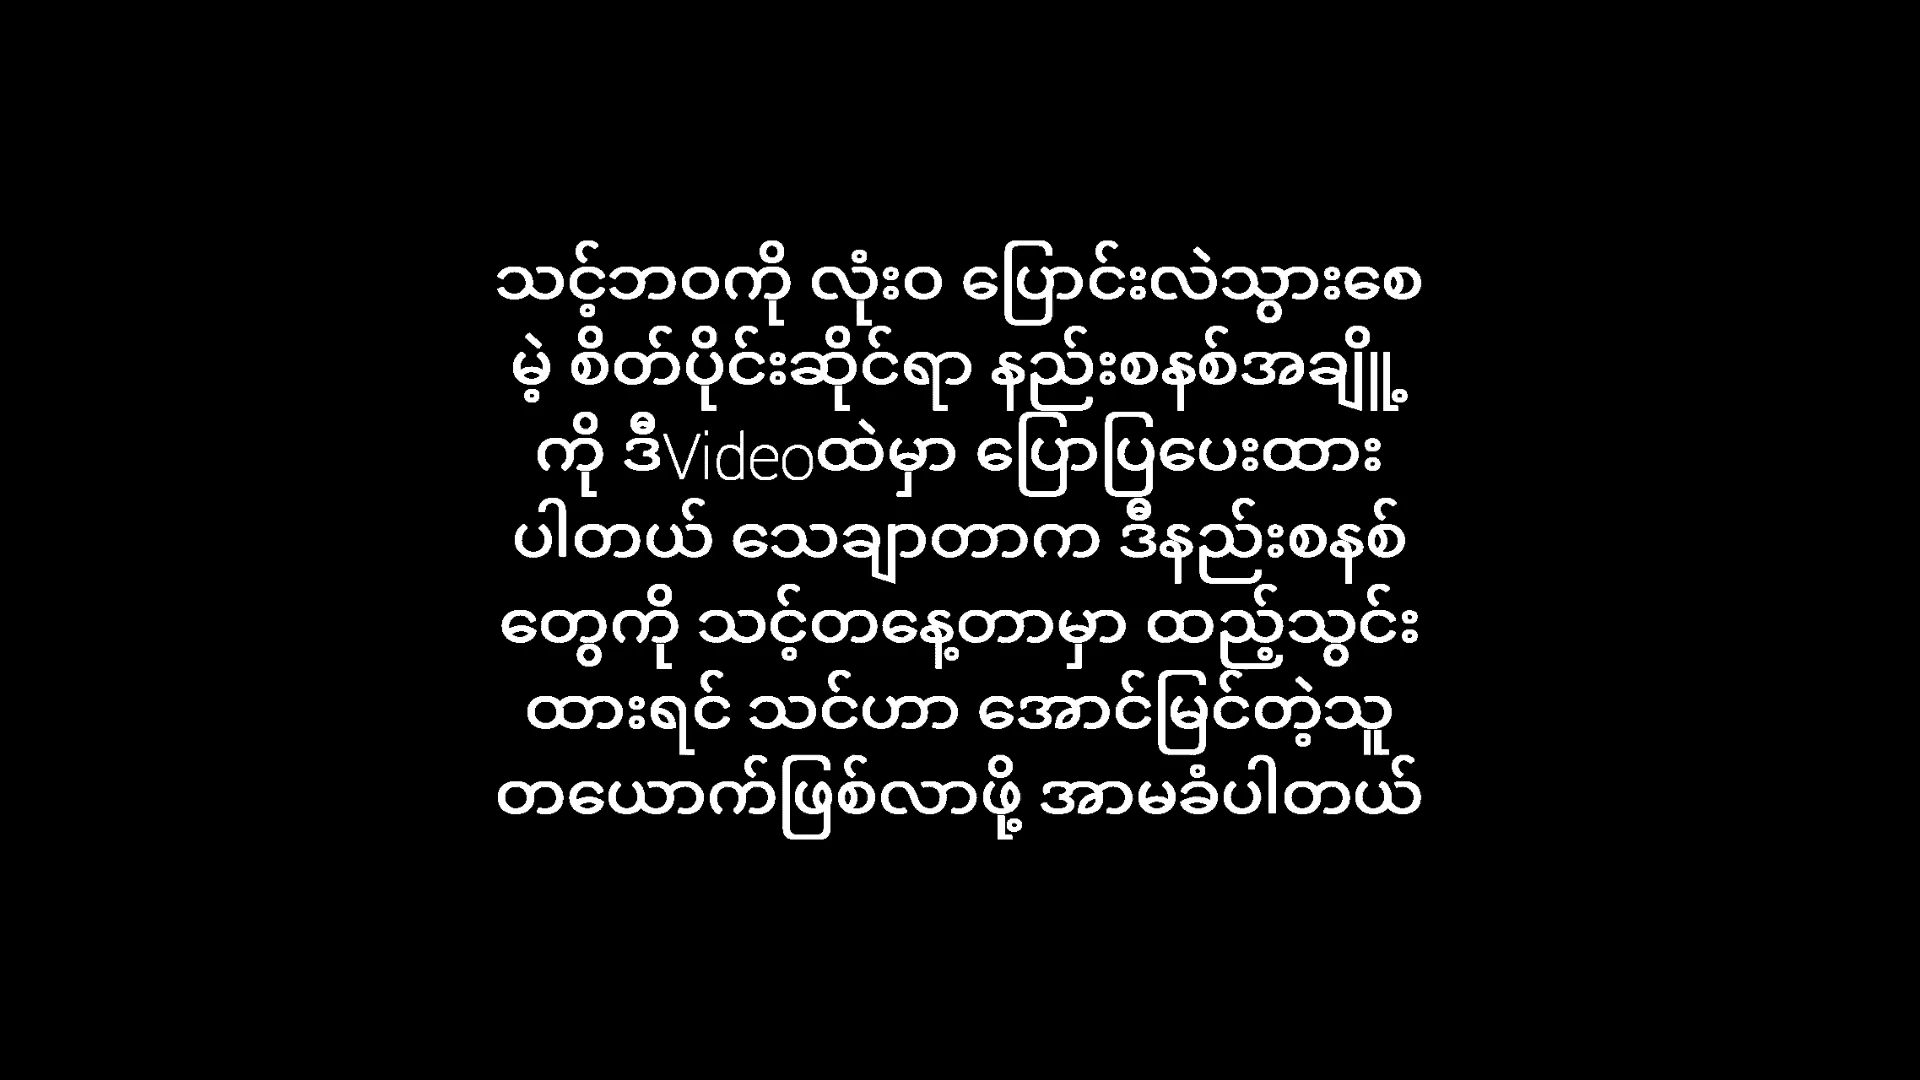 သင့်ဘဝကို လုံးဝ ပြောင်းလဲသွားစေ
မဲ့ စိတ်ပိုင်းဆိုင်ရာ နည်းစနစ်အချို့
ကို ဒီVideoထဲမှာ ပြောပြပေးထား
ပါတယ် သေချာတာက ဒီနည်းစနစ်
တွေကို သင့်တနေ့တာမှာ ထည့်သွင်း
ထားရင် သင်ဟာ အောင်မြင်တဲ့သူ
တယောက်ဖြစ်လာဖို့ အာမခံပါတယ်